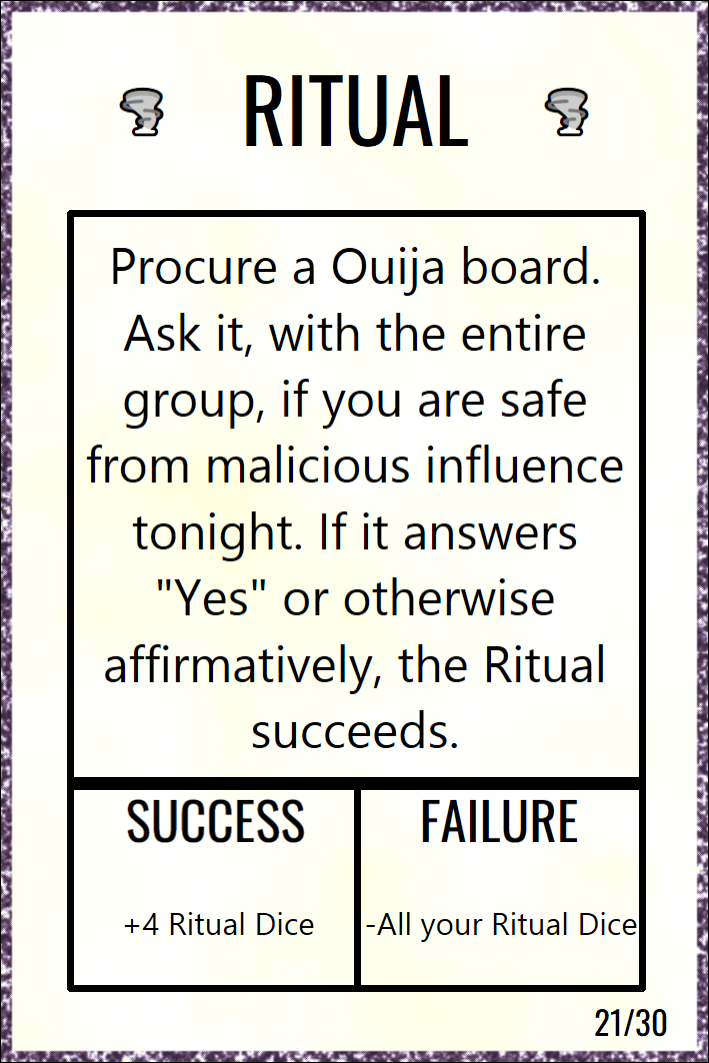 RITUAL
Procure a Ouija board.
Ask it, with the entire
group, if you are safe
from malicious influence
tonight. If it answers
"Yes" or otherwise
affirmatively, the Ritual
succeeds.
SUCCESS
+4 Ritual Dice
FAILURE
-All your Ritual Dice
21/30